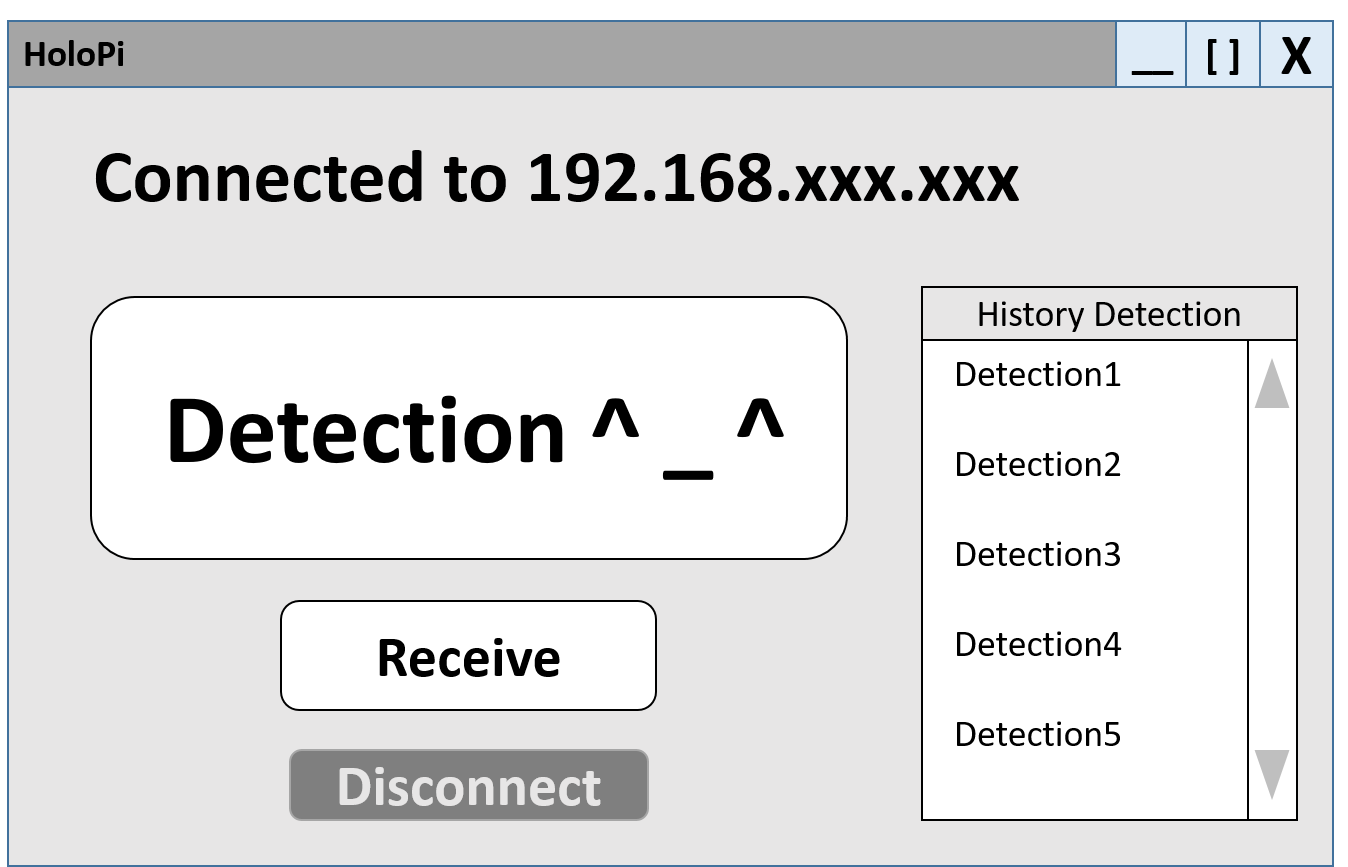 HoloPi
__ [ ] X
Connected to 192.168.xxx.xxx
Detection ^_^
Receive
Disconnect
History Detection
Detection1
Detection2
Detection3
Detection4
Detection5